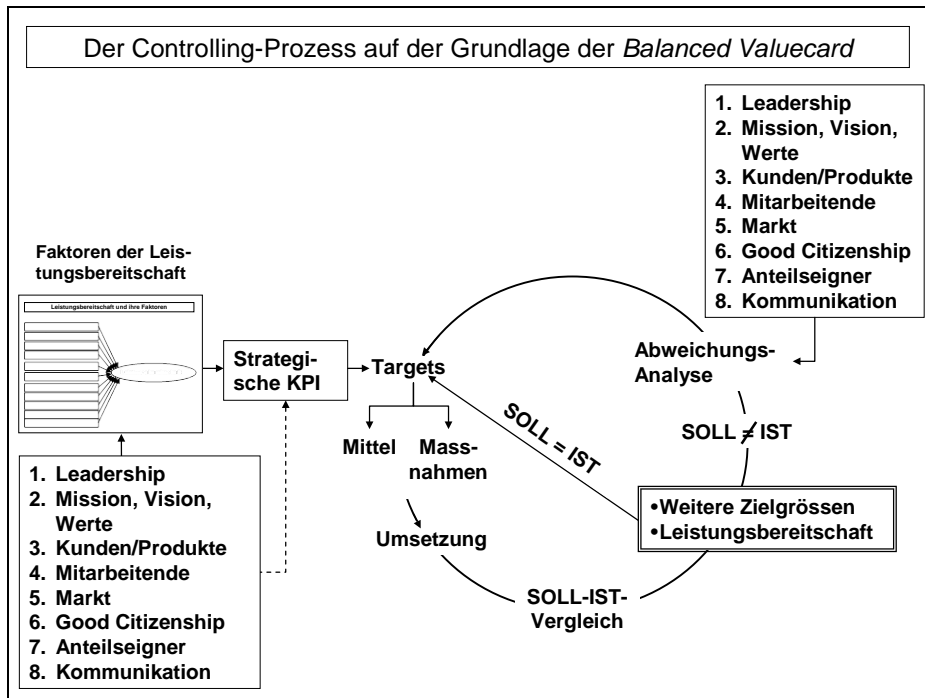 Der Controlling-Prozess auf der Grundlage der Balanced Valuecard
1. Leadership
2. Mission, Vision,
Werte
3. Kunden/Produkte
4. Mitarbeitende
5. Markt
6. Good Citizenship
7. Anteilseigner
8. Kommunikation
Faktoren der Leis-
tungsbereitschaft
Leistungsbereitschaft und ihre Faktoren
Strategi-
sche KPI
Targets
Abweichungs-
Analyse
SOLL = IST
SOLL ≠ IST
Mittel
Mass-
nahmen
•Weitere Zielgrössen
•Leistungsbereitschaft
Umsetzung
SOLL-IST-
Vergleich
1. Leadership
2. Mission, Vision,
Werte
3. Kunden/Produkte
4. Mitarbeitende
5. Markt
6. Good Citizenship
7. Anteilseigner
8. Kommunikation